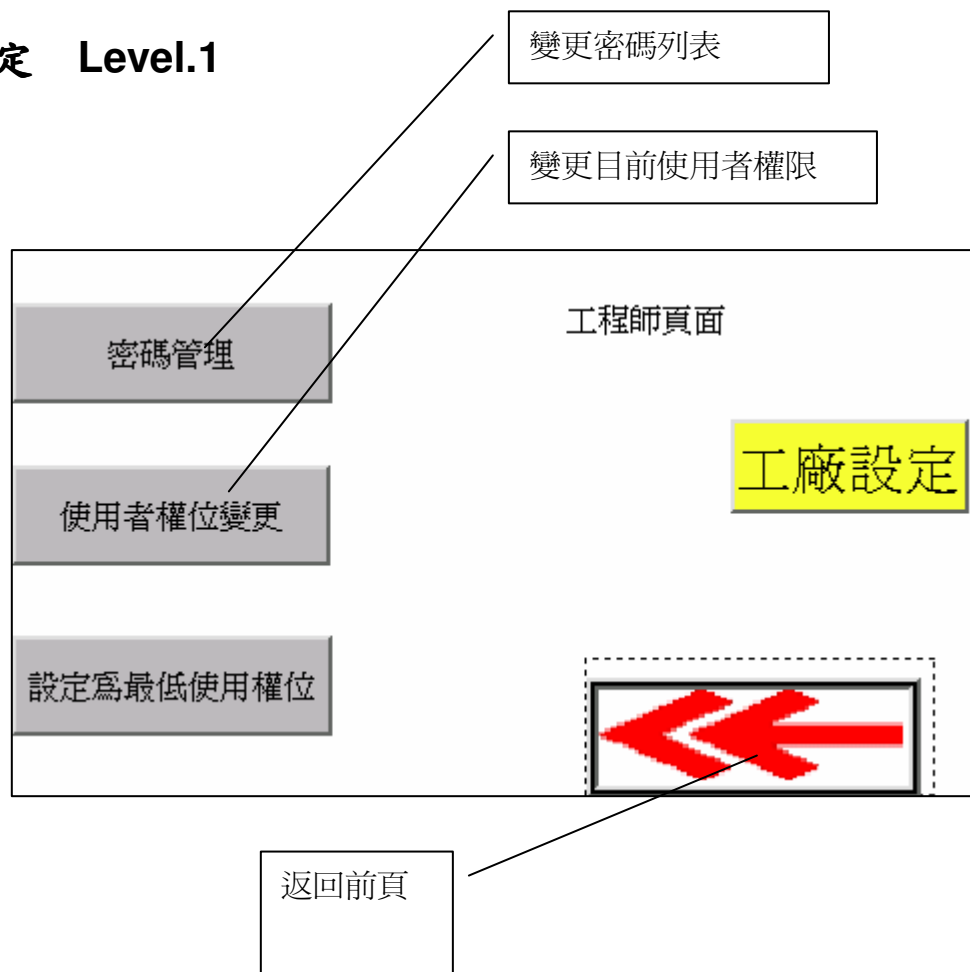 定 Level.1
變更密碼列表
變更目前使用者權限
工程師頁面
密碼管理
工廠設定
使用者權位變更
設定為最低使用權位
返回前頁